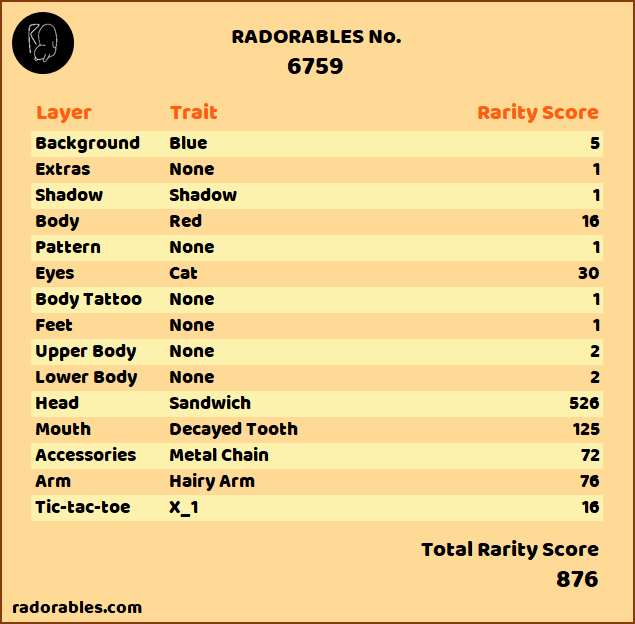 RADORABLES No.
6759
Layer Trait Rarity Score
Background Blue 5
Extras None 1
Shadow Shadow 1
Body Red 16
Pattern None 1
Eyes Cat 30
Body Tattoo None 1
Feet None 1
Upper Body None 2
Lower Body None 2
Head Sandwich 526
Mouth Decayed Tooth 125
Accessories Metal Chain 72
Arm Hairy Arm 76
Tic-tac-toe X_1 16
Total Rarity Score
876
radorables.com